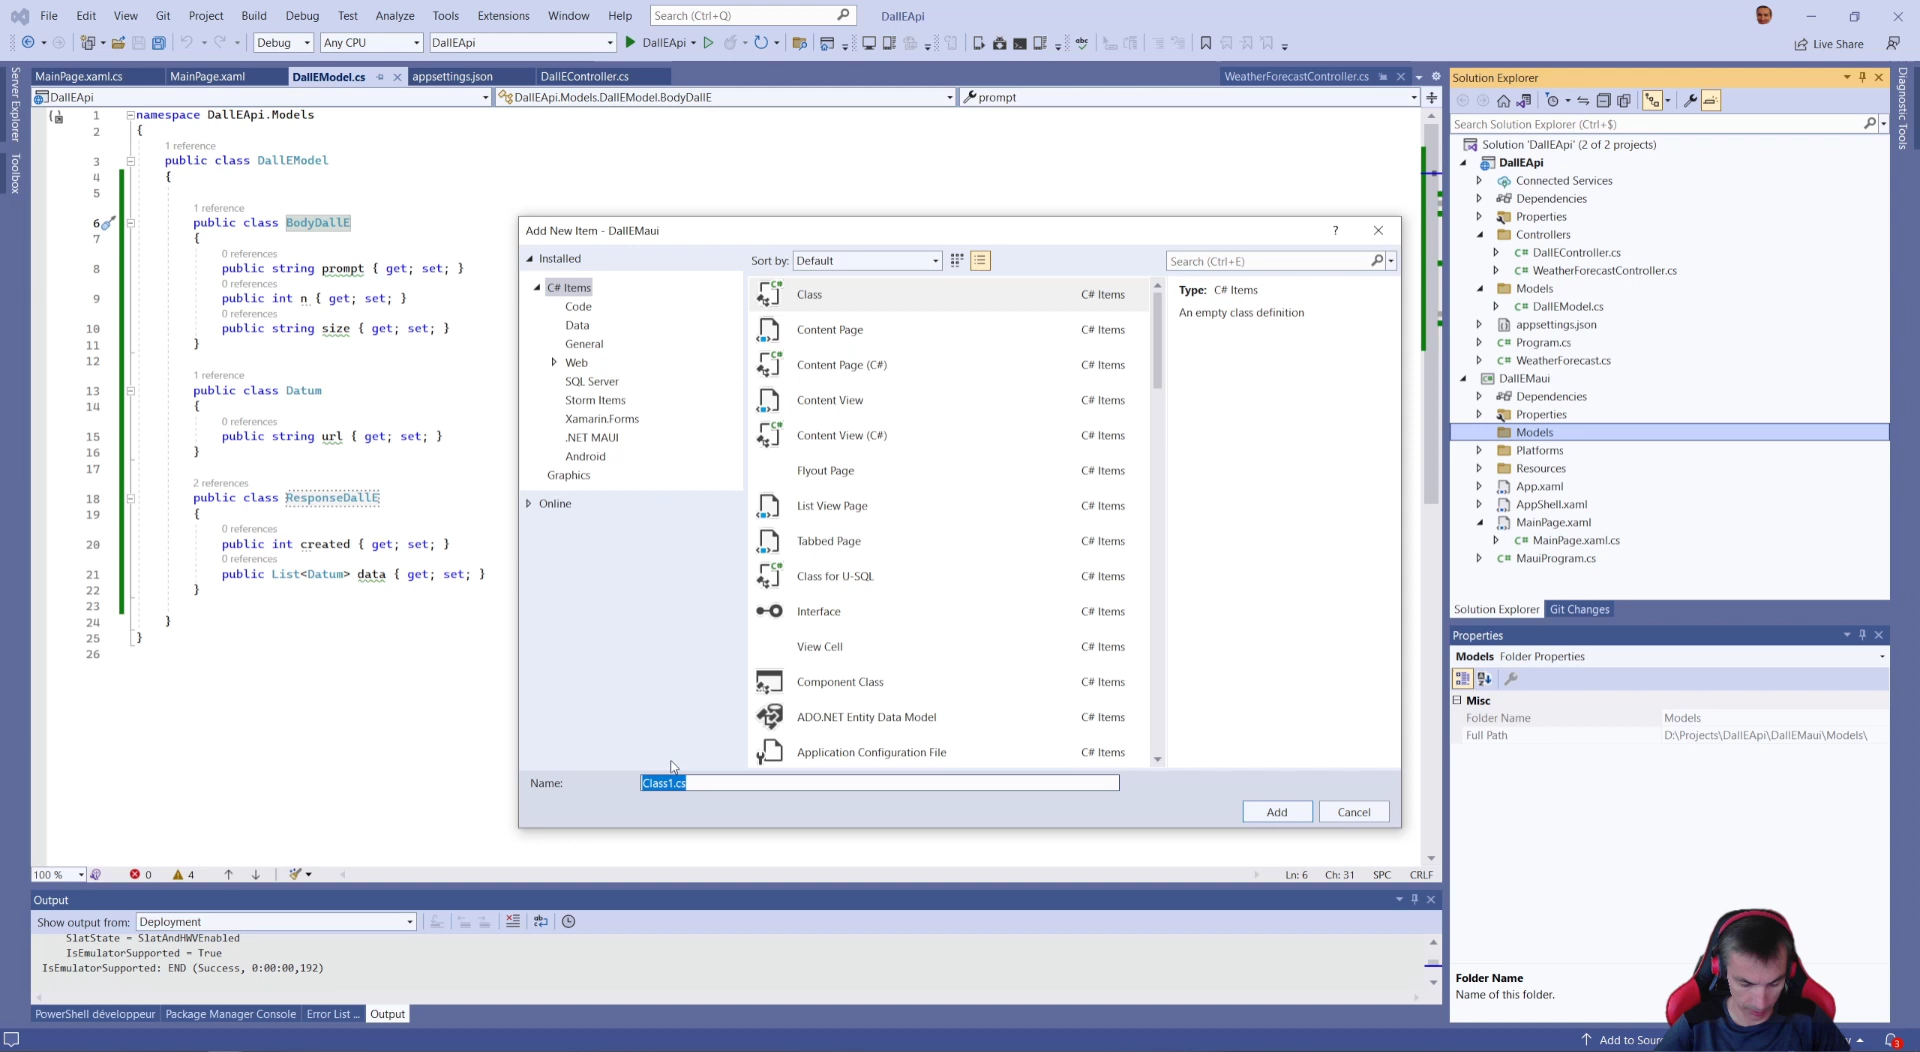 File Edit View Git Project Build Debug Test Analyze Tools Extensions Window Help Search (Ctrl+Q) DallEApi
Debug Any CPU DallEApi DallEApi Live Share
MainPage.xaml.cs MainPage.xaml DallEModel.cs appsettings.json DallEController.cs WeatherForecastController.cs
DallEApi DallEApi.Models.DallEModel.BodyDallE prompt
Server Explorer
Toolbox
1 namespace DallEApi.Models
2 {
1 reference
3 public class DallEModel
4 {
5
1 reference
6 public class BodyDallE
7 {
0 references
8 public string prompt { get; set; }
0 references
9 public int n { get; set; }
0 references
10 public string size { get; set; }
11 }
12
1 reference
13 public class Datum
14 {
0 references
15 public string url { get; set; }
16 }
17
2 references
18 public class ResponseDallE
19 {
0 references
20 public int created { get; set; }
0 references
21 public List<Datum> data { get; set; }
22 }
23
24 }
25 }
26
100 % 0 4 Ln: 6 Ch: 31 SPC CRLF
Add New Item - DallEMaui ?
Installed
C# Items
Code
Data
General
Web
SQL Server
Storm Items
Xamarin.Forms
.NET MAUI
Android
Graphics
Online
Sort by: Default Search (Ctrl+E)
Class C# Items
Content Page C# Items
Content Page (C#) C# Items
Content View C# Items
Content View (C#) C# Items
Flyout Page C# Items
List View Page C# Items
Tabbed Page C# Items
Class for U-SQL C# Items
Interface C# Items
View Cell C# Items
Component Class C# Items
ADO.NET Entity Data Model C# Items
Application Configuration File C# Items
Type: C# Items
An empty class definition
Name: Class1.cs
Add Cancel
Output
Show output from: Deployment
SlatState = SlatAndHWVEnabled
IsEmulatorSupported = True
IsEmulatorSupported: END (Success, 0:00:00,192)
PowerShell développeur Package Manager Console Error List ... Output
Solution Explorer
Search Solution Explorer (Ctrl+$)
Solution 'DallEApi' (2 of 2 projects)
DallEApi
Connected Services
Dependencies
Properties
Controllers
C# DallEController.cs
C# WeatherForecastController.cs
Models
C# DallEModel.cs
appsettings.json
C# Program.cs
C# WeatherForecast.cs
DallEMaui
Dependencies
Properties
Models
Platforms
Resources
App.xaml
AppShell.xaml
MainPage.xaml
C# MainPage.xaml.cs
C# MauiProgram.cs
Solution Explorer Git Changes
Properties
Models Folder Properties
Misc
Folder Name Models
Full Path D:\Projects\DallEApi\DallEMaui\Models\
Folder Name
Name of this folder.
Diagnostic Tools
Add to Sour
3